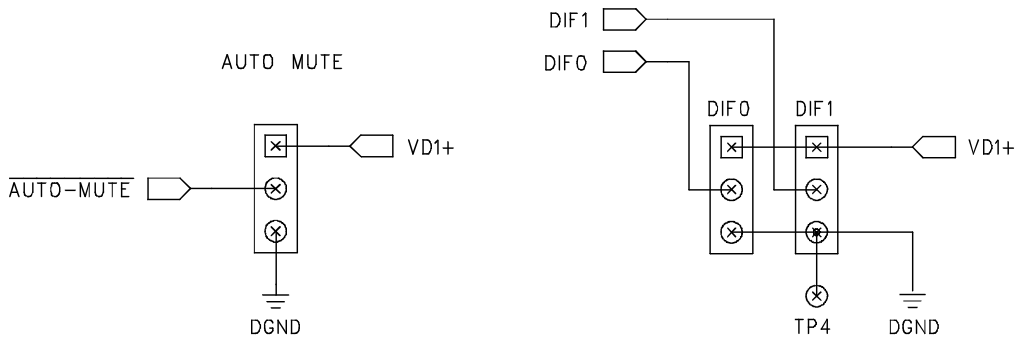 AUTO MUTE
VD1+
AUTO-MUTE
DGND
DIF1
DIF0
DIF0 DIF1
VD1+
TP4 DGND